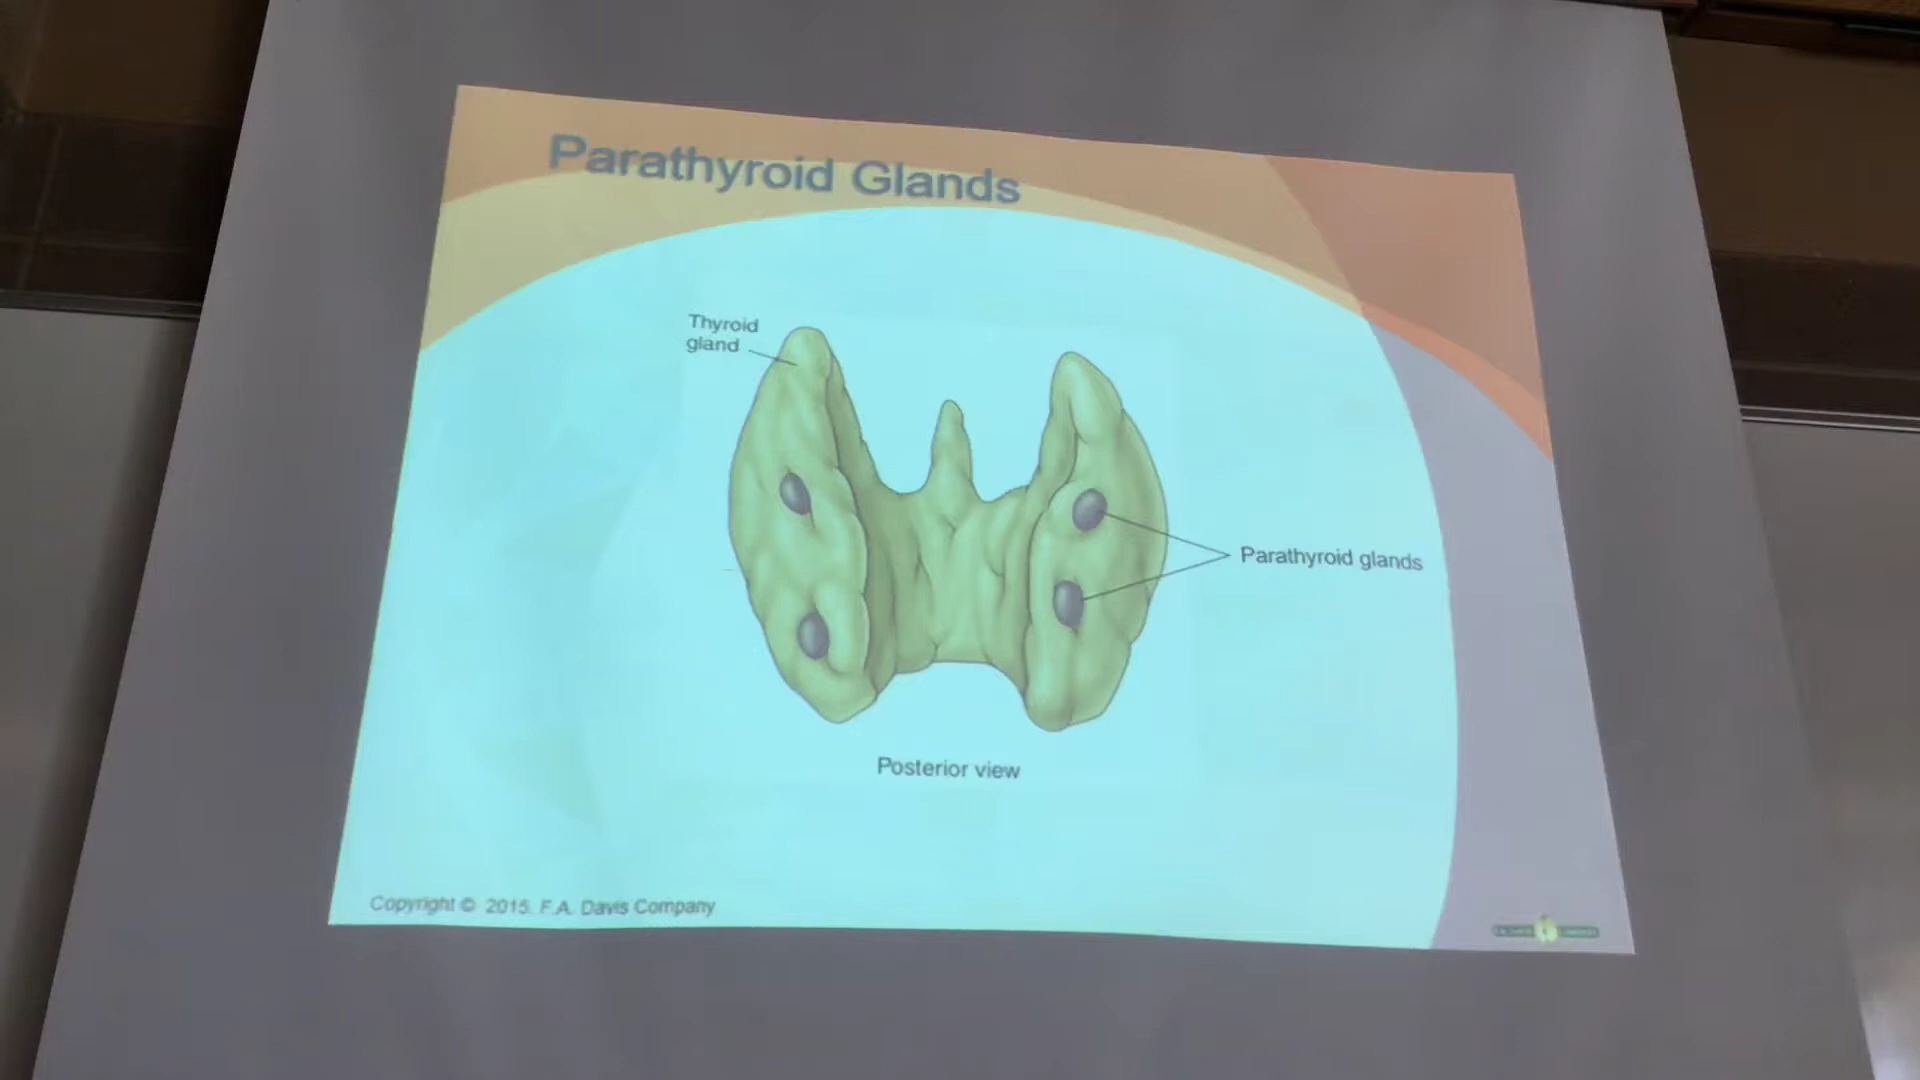 Parathyroid Glands
Thyroid
gland
Parathyroid glands
Posterior view
Copyright © 2015. F.A. Davis Company